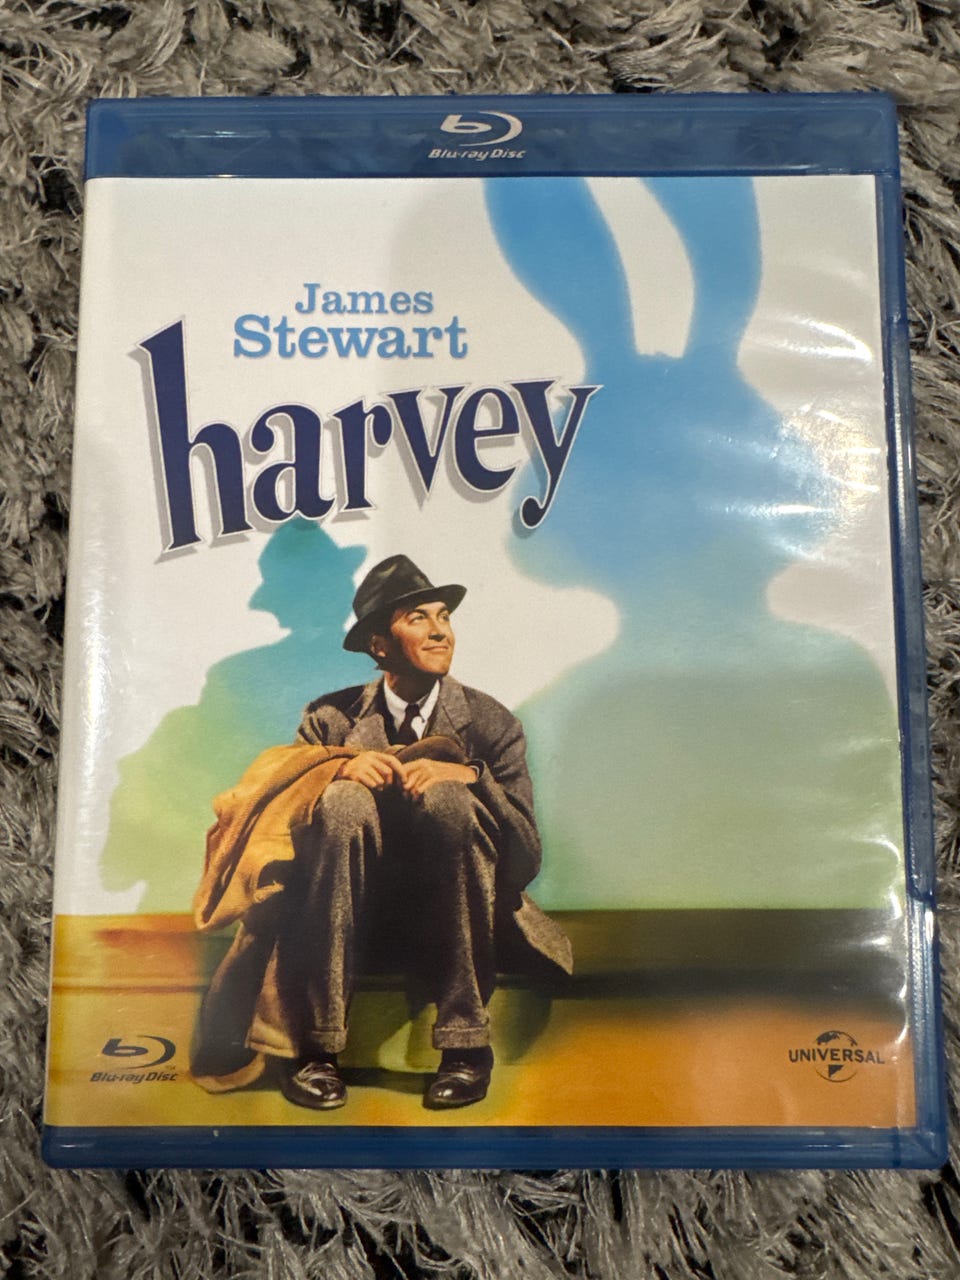 Blu-ray Disc
James
Stewart
harvey
Blu-ray Disc
UNIVERSAL